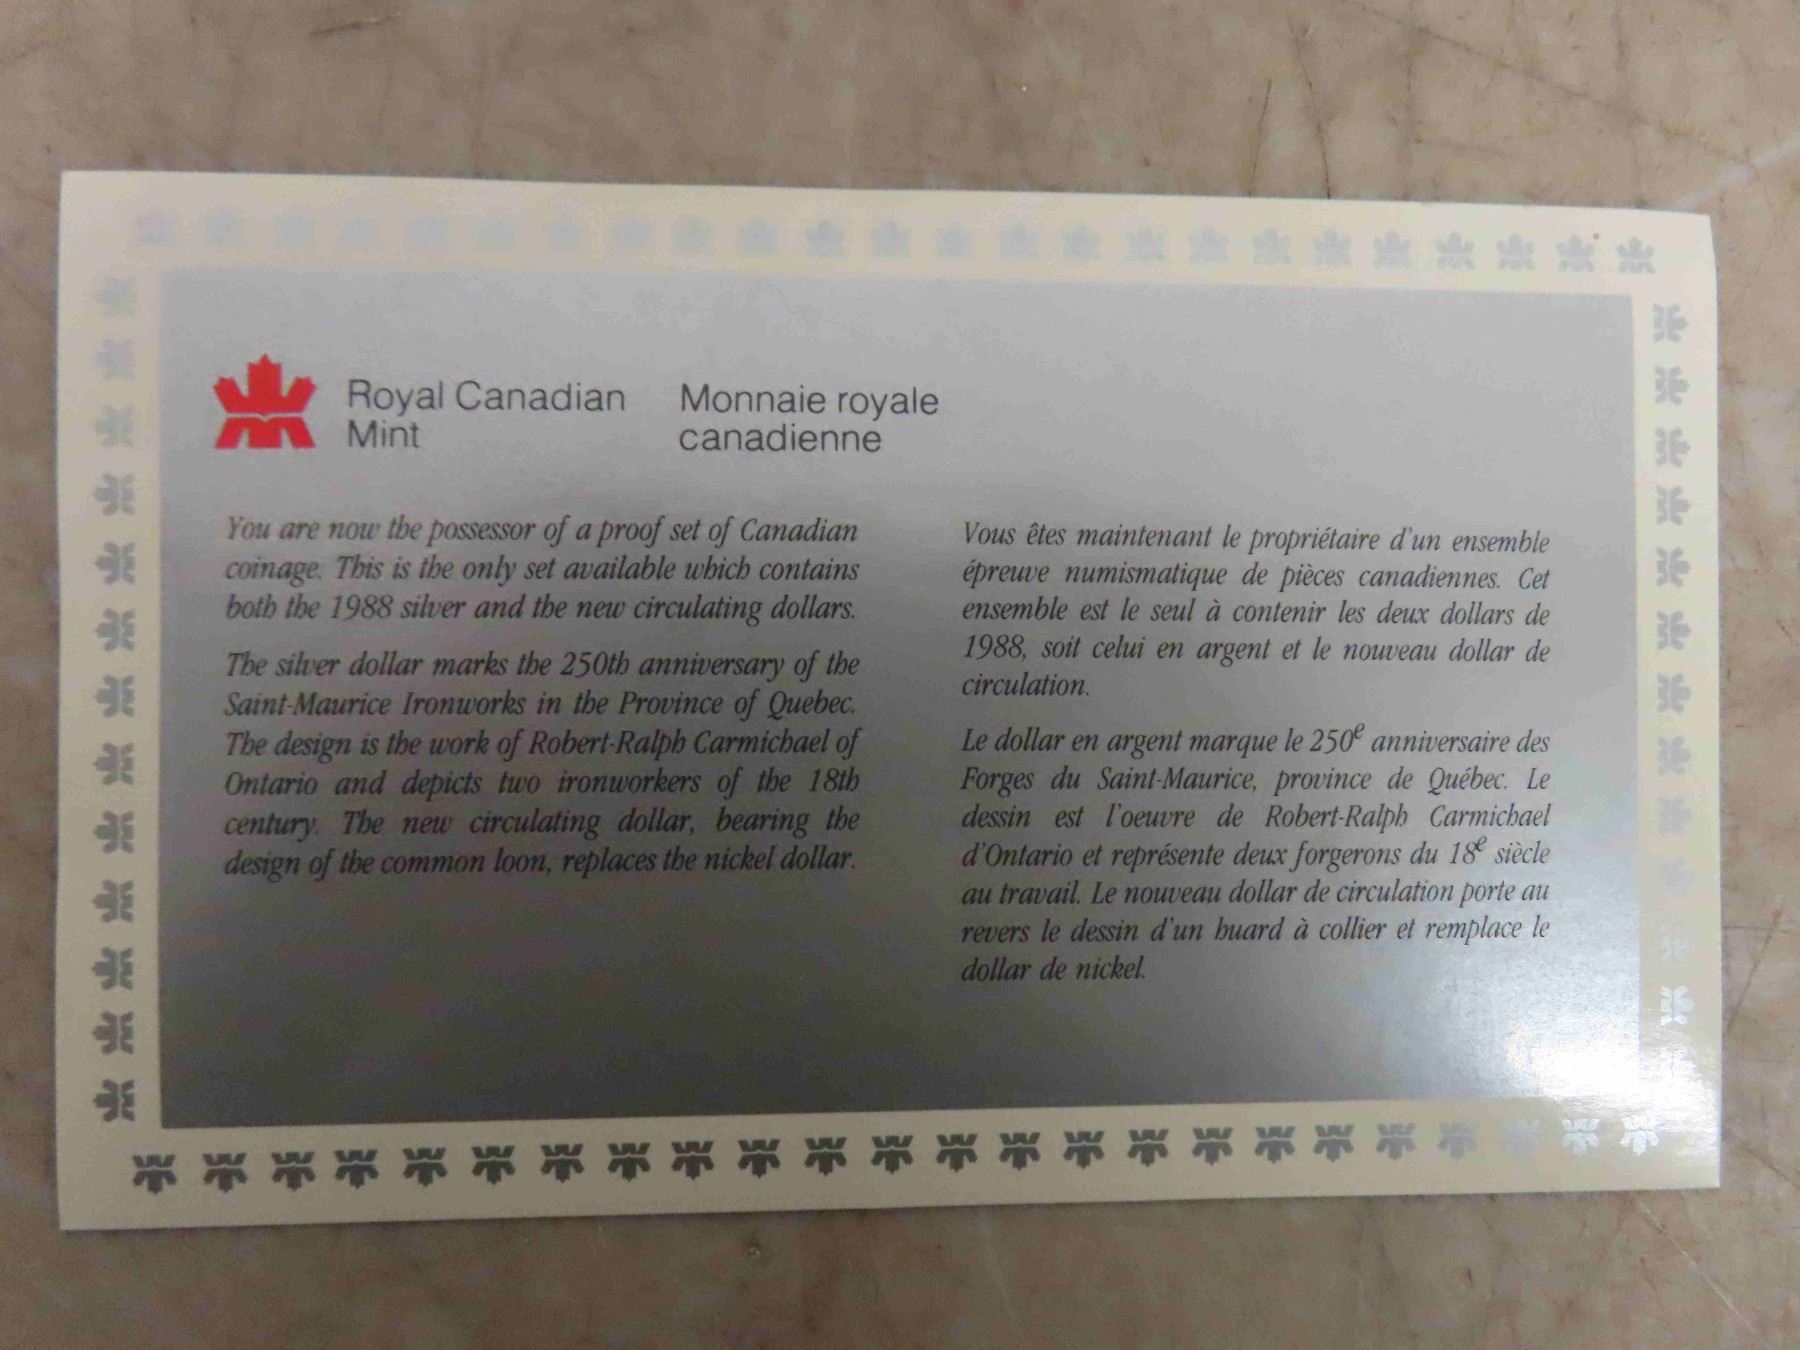 Royal Canadian
Mint
Monnaie royale
canadienne
You are now the possessor of a proof set of Canadian
coinage. This is the only set available which contains
both the 1988 silver and the new circulating dollars.
The silver dollar marks the 250th anniversary of the
Saint-Maurice Ironworks in the Province of Quebec.
The design is the work of Robert-Ralph Carmichael of
Ontario and depicts two ironworkers of the 18th
century. The new circulating dollar, bearing the
design of the common loon, replaces the nickel dollar.
Vous êtes maintenant le propriétaire d'un ensemble
épreuve numismatique de pièces canadiennes. Cet
ensemble est le seul à contenir les deux dollars de
1988, soit celui en argent et le nouveau dollar de
circulation.
Le dollar en argent marque le 250e anniversaire des
Forges du Saint-Maurice, province de Québec. Le
dessin est l'oeuvre de Robert-Ralph Carmichael
d'Ontario et représente deux forgerons du 18e siècle
au travail. Le nouveau dollar de circulation porte au
revers le dessin d'un huard à collier et remplace le
dollar de nickel.